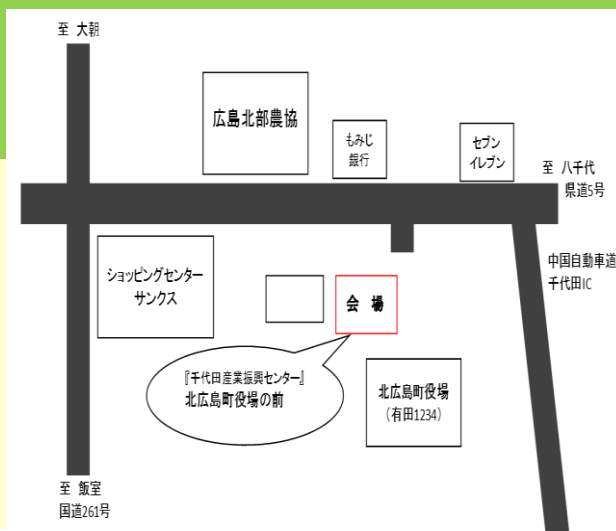 至 大朝
広島北部農協
もみじ
銀行
セブン
イレブン
至 八千代
県道5号
ショッピングセンター
サンクス
会 場
中国自動車道
千代田IC
『千代田産業振興センター』
北広島町役場の前
北広島町役場
(有田1234)
至 飯室
国道261号